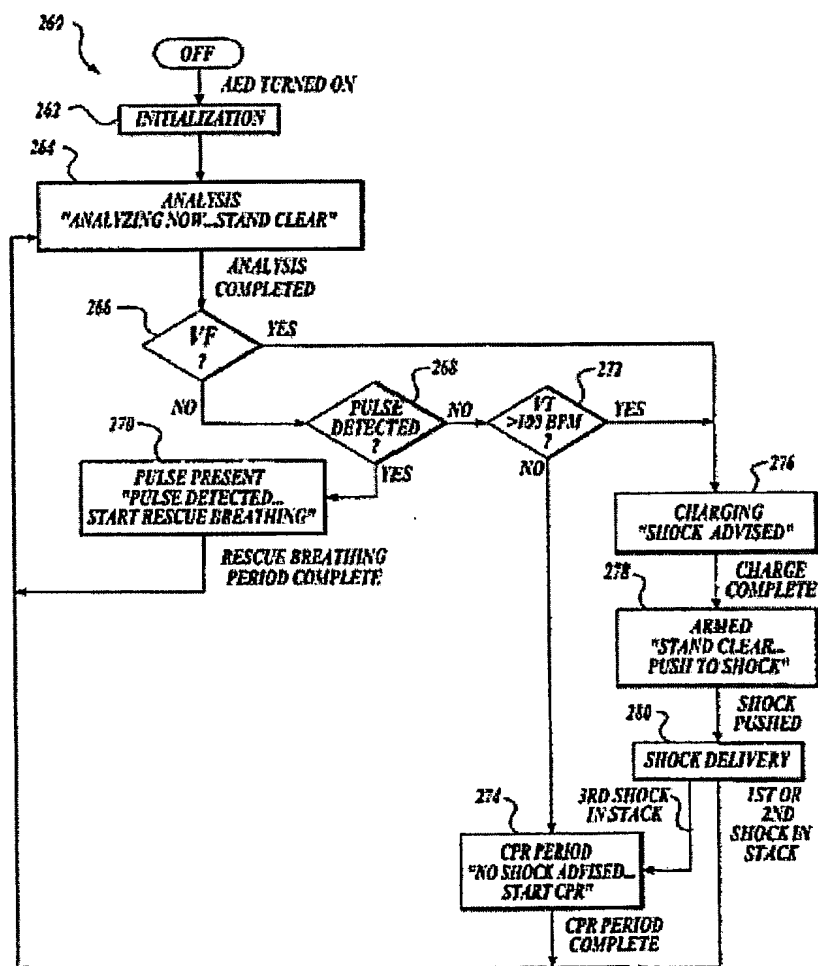 260
OFF
AED TURNED ON
262
INITIALIZATION
264
ANALYSIS
"ANALYZING NOW...STAND CLEAR"
ANALYSIS
COMPLETED
266
VF
?
YES
NO
268
PULSE
DETECTED
?
NO
YES
272
VT
>100 BPM
?
YES
NO
270
PULSE PRESENT
"PULSE DETECTED...
START RESCUE BREATHING"
RESCUE BREATHING
PERIOD COMPLETE
276
CHARGING
"SHOCK ADVISED"
CHARGE
COMPLETE
278
ARMED
"STAND CLEAR...
PUSH TO SHOCK"
SHOCK
PUSHED
280
SHOCK DELIVERY
3RD SHOCK
IN STACK
1ST OR
2ND
SHOCK IN
STACK
274
CPR PERIOD
"NO SHOCK ADVISED...
START CPR"
CPR PERIOD
COMPLETE